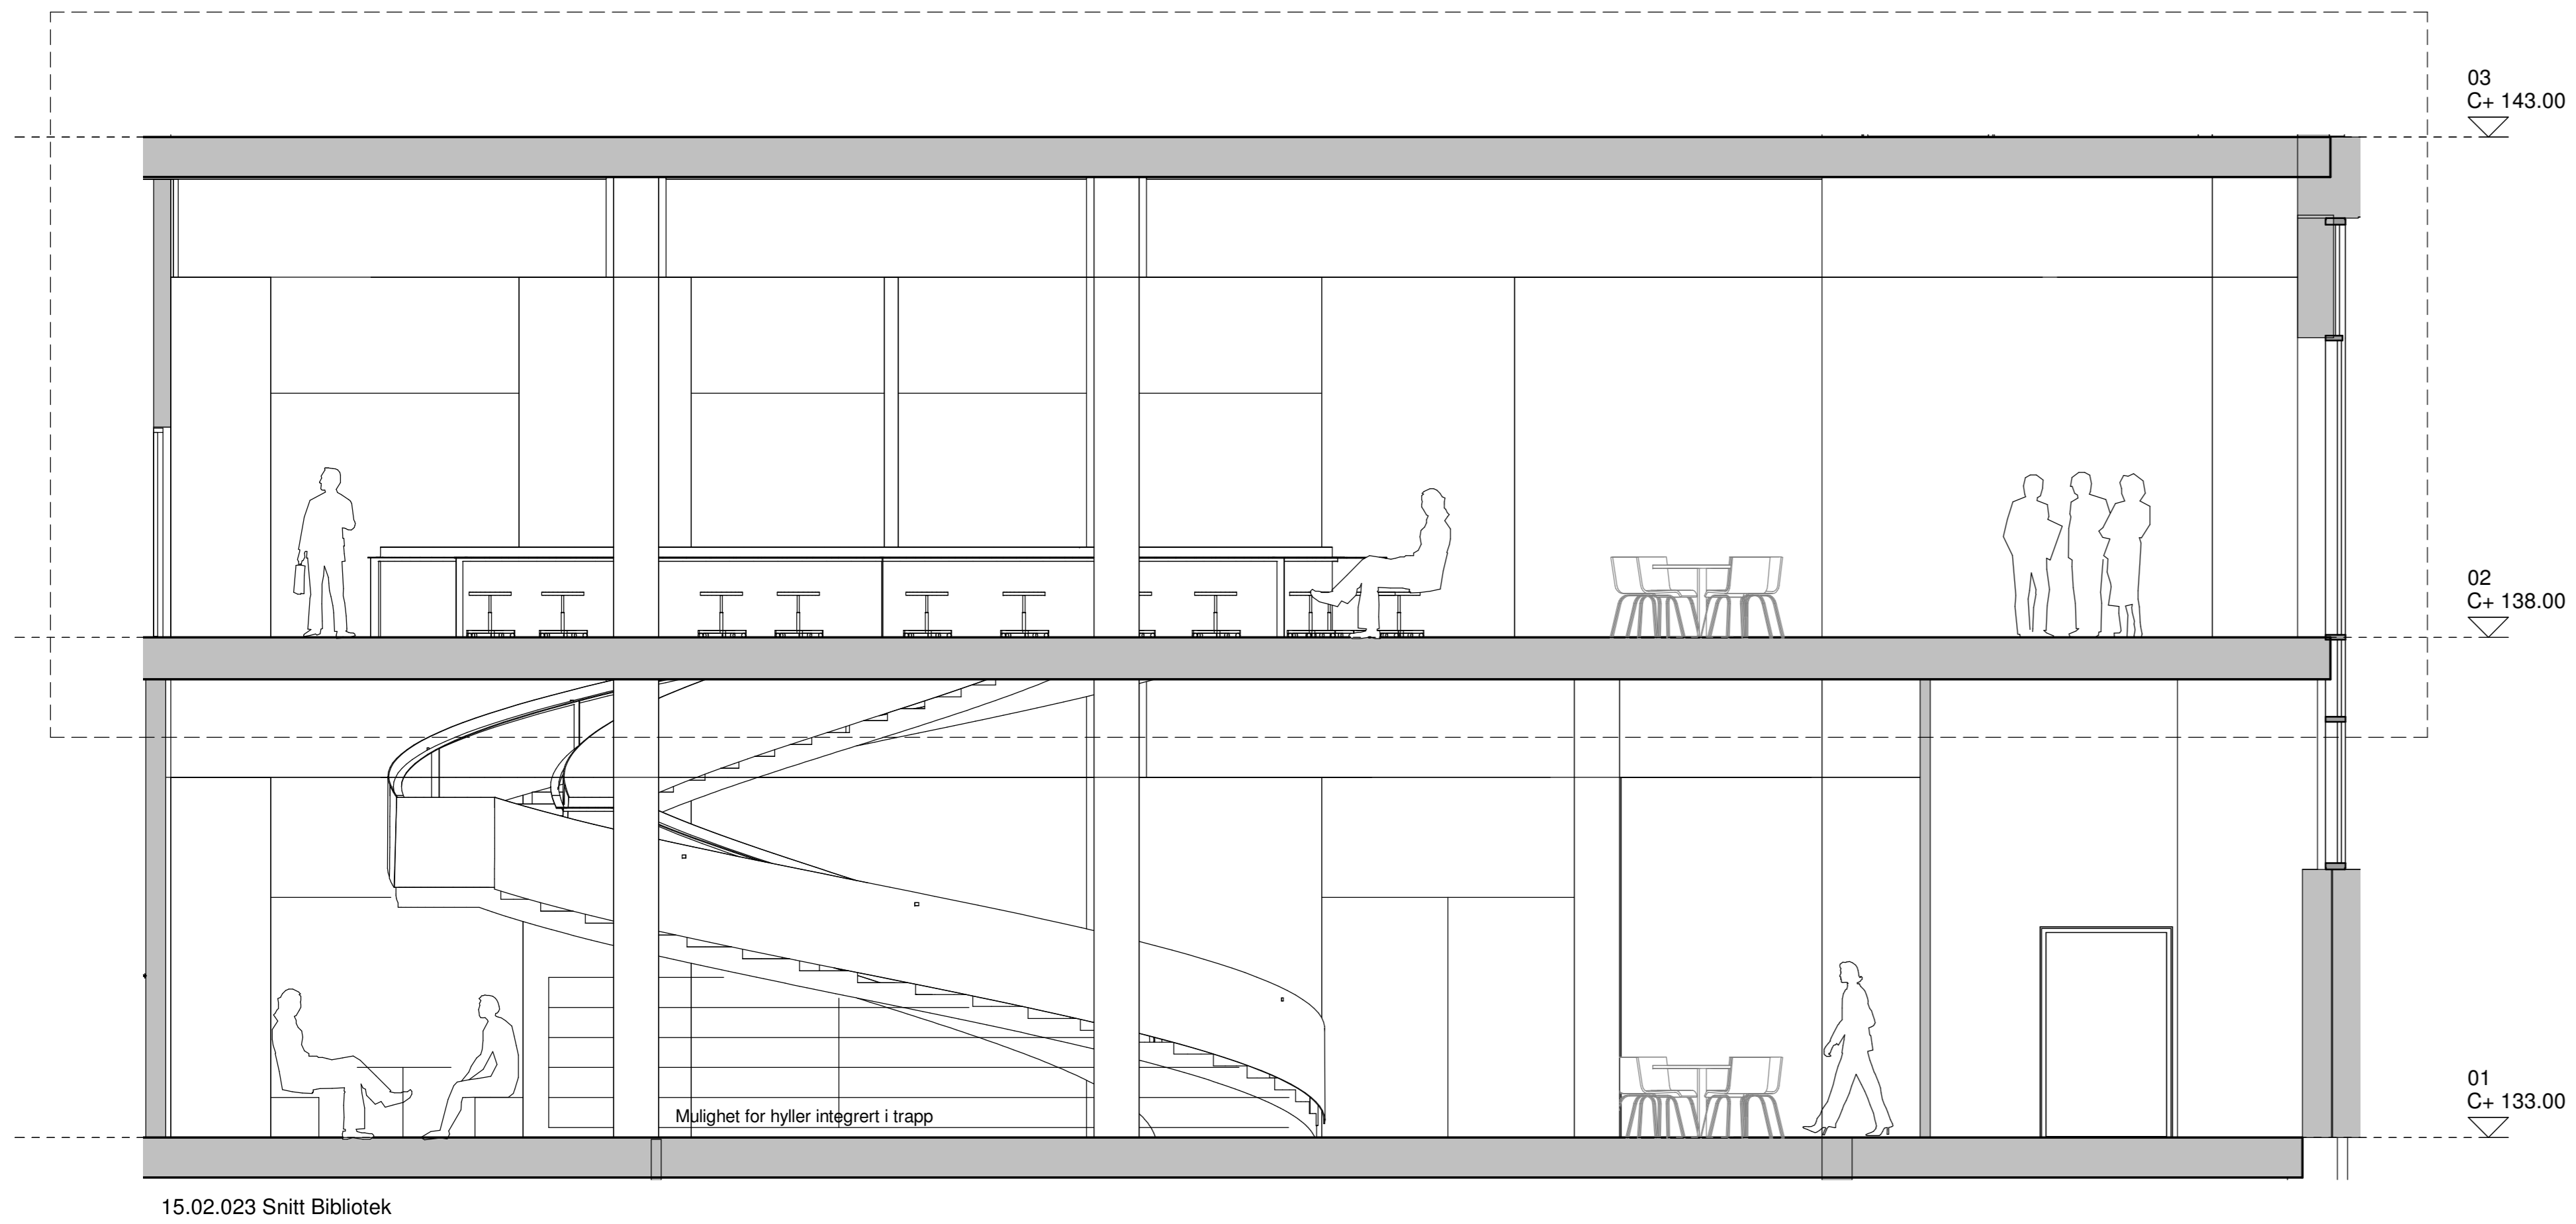 03
C+ 143.00
02
C+ 138.00
01
C+ 133.00
Mulighet for hyller integrert i trapp
15.02.023 Snitt Bibliotek